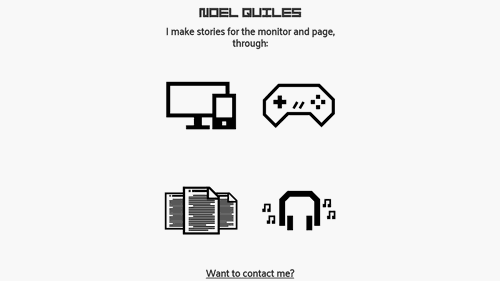 NOEL QUILES
I make stories for the monitor and page,
through:
Want to contact me?